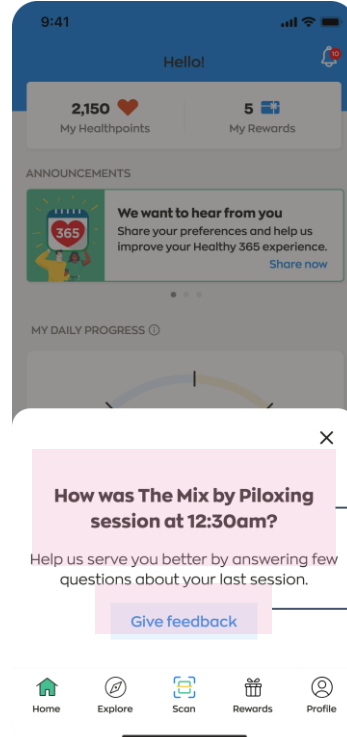 9:41
Hello!
10
2,150
5
My Healthpoints
My Rewards
ANNOUNCEMENTS
365
We want to hear from you
Share your preferences and help us
improve your Healthy 365 experience.
Share now
MY DAILY PROGRESS
How was The Mix by Piloxing
session at 12:30am?
Help us serve you better by answering few
questions about your last session.
Give feedback
Home
Explore
Scan
Rewards
Profile